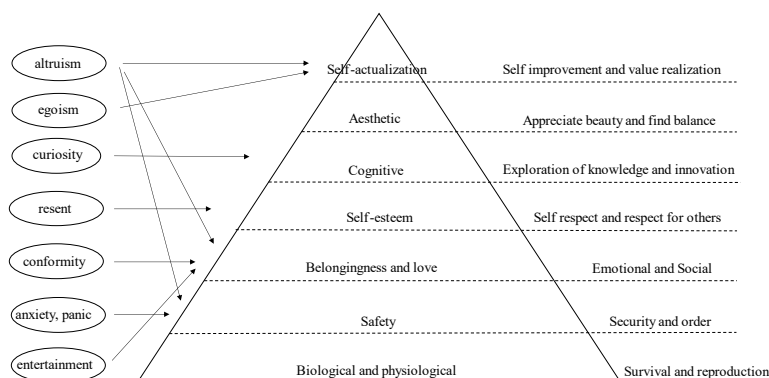 altruism
Self-actualization
Self improvement and value realization
egoism
Aesthetic
Appreciate beauty and find balance
curiosity
Cognitive
Exploration of knowledge and innovation
resent
Self-esteem
Self respect and respect for others
conformity
Belongingness and love
Emotional and Social
anxiety, panic
Safety
Security and order
entertainment
Biological and physiological
Survival and reproduction